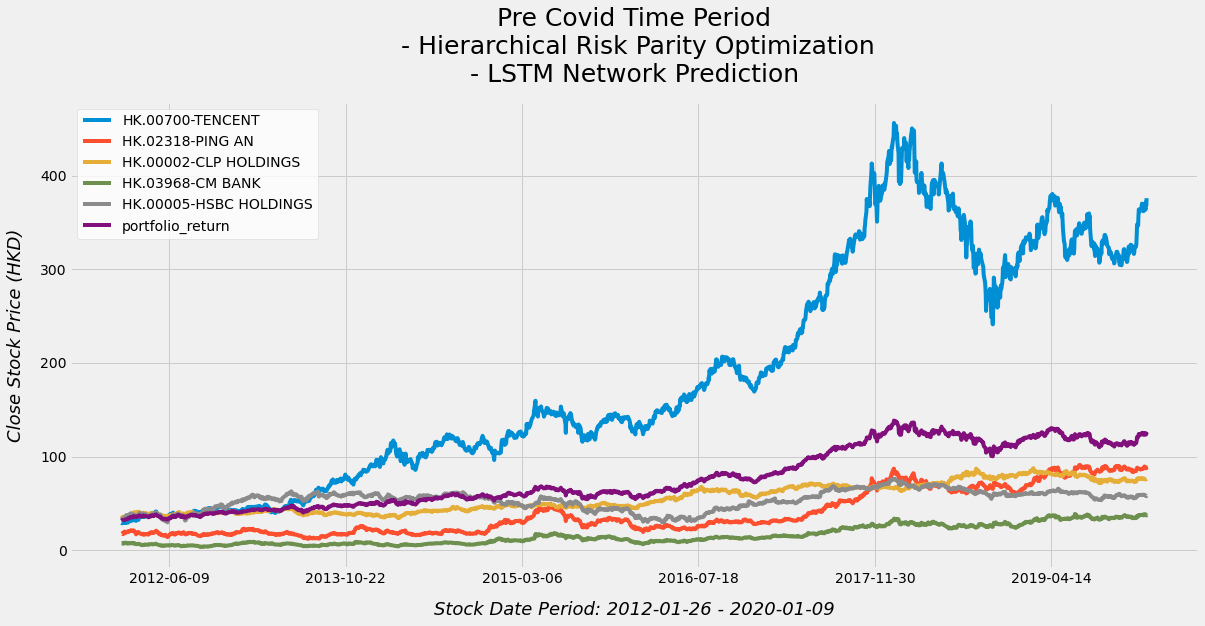 Pre Covid Time Period
- Hierarchical Risk Parity Optimization
- LSTM Network Prediction
HK.00700-TENCENT
HK.02318-PING AN
HK.00002-CLP HOLDINGS
HK.03968-CM BANK
HK.00005-HSBC HOLDINGS
portfolio_return
Close Stock Price (HKD)
400
300
200
100
0
2012-06-09 2013-10-22 2015-03-06 2016-07-18 2017-11-30 2019-04-14
Stock Date Period: 2012-01-26 - 2020-01-09